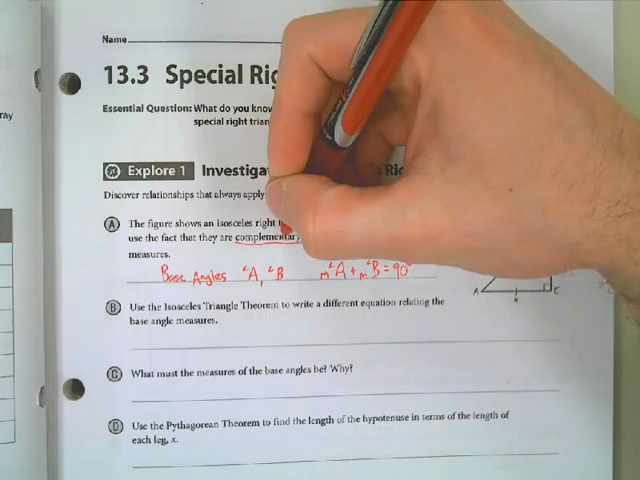 ray
Name
13.3 Special Rig
Essential Question: What do you know
special right trian
Explore 1 Investiga Ri
Discover relationships that always apply
A The figure shows an isosceles right
use the fact that they are complementary
measures.
Base Angles ∠A, ∠B m∠A + m∠B = 90°
A x C
B Use the Isosceles Triangle Theorem to write a different equation relating the
base angle measures.
C What must the measures of the base angles be? Why?
D Use the Pythagorean Theorem to find the length of the hypotenuse in terms of the length of
each leg, x.